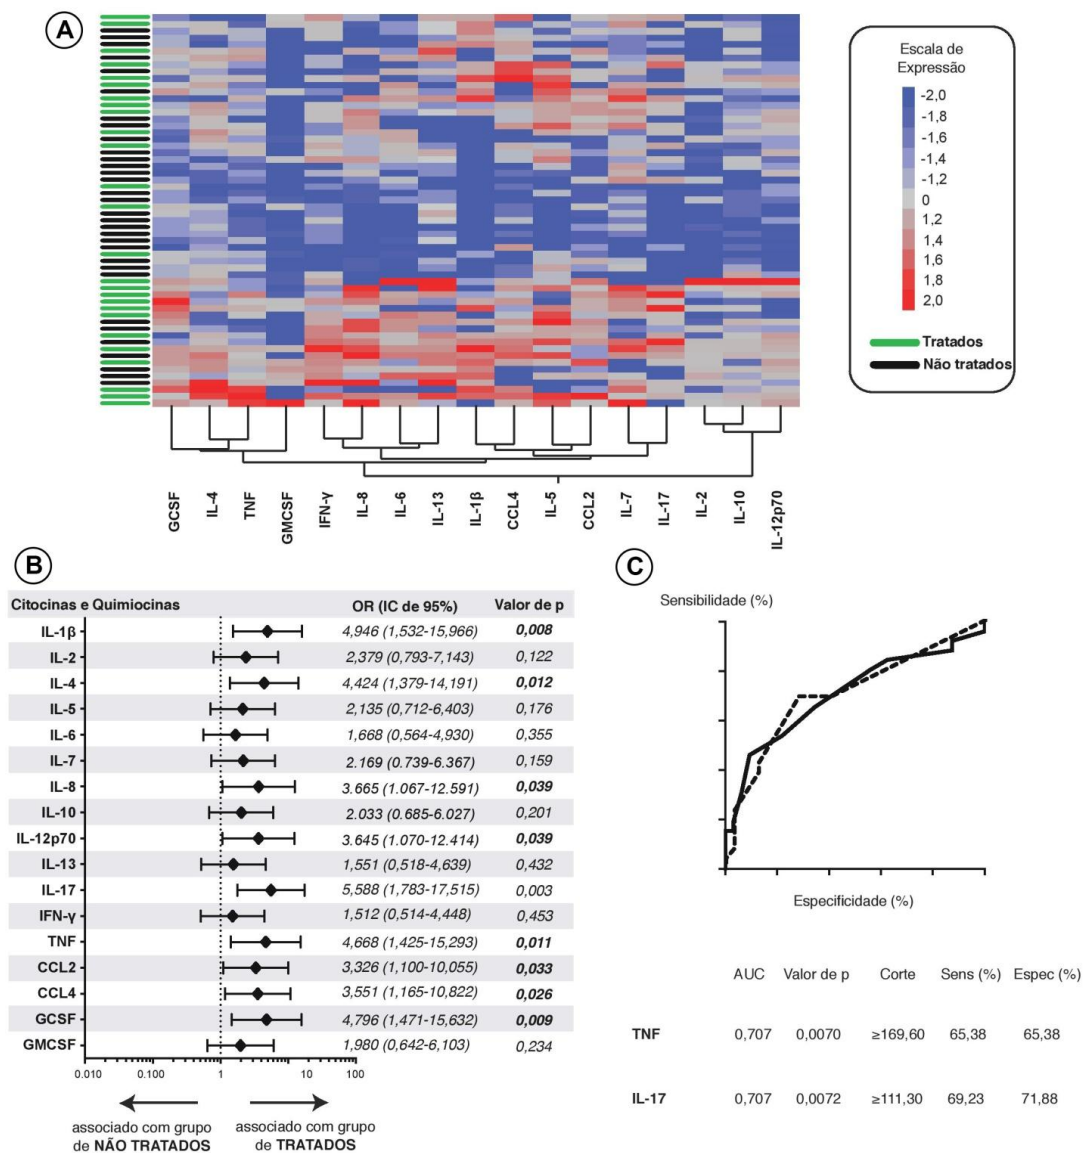 A
Escala de
Expressão
-2,0
-1,8
-1,6
-1,4
-1,2
0
1,2
1,4
1,6
1,8
2,0
Tratados
Não tratados
GCSF
IL-4
TNF
GMCSF
IFN-γ
IL-8
IL-6
IL-13
IL-1β
CCL4
IL-5
CCL2
IL-7
IL-17
IL-2
IL-10
IL-12p70
B
Citocinas e Quimiocinas OR (IC de 95%) Valor de p
IL-1β 4,946 (1,532-15,966) 0,008
IL-2 2,379 (0,793-7,143) 0,122
IL-4 4,424 (1,379-14,191) 0,012
IL-5 2,135 (0,712-6,403) 0,176
IL-6 1,668 (0,564-4,930) 0,355
IL-7 2.169 (0.739-6.367) 0,159
IL-8 3.665 (1.067-12.591) 0,039
IL-10 2.033 (0.685-6.027) 0,201
IL-12p70 3.645 (1.070-12.414) 0,039
IL-13 1,551 (0,518-4,639) 0,432
IL-17 5,588 (1,783-17,515) 0,003
IFN-γ 1,512 (0,514-4,448) 0,453
TNF 4,668 (1,425-15,293) 0,011
CCL2 3,326 (1,100-10,055) 0,033
CCL4 3,551 (1,165-10,822) 0,026
GCSF 4,796 (1,471-15,632) 0,009
GMCSF 1,980 (0,642-6,103) 0,234
0.010 0.100 1 10 100
associado com grupo
de NÃO TRATADOS
associado com grupo
de TRATADOS
C
Sensibilidade (%)
Especificidade (%)
AUC Valor de p Corte Sens (%) Espec (%)
TNF 0,707 0,0070 ≥169,60 65,38 65,38
IL-17 0,707 0,0072 ≥111,30 69,23 71,88